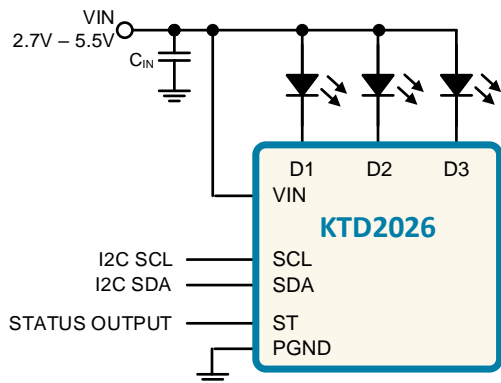 VIN
2.7V – 5.5V
CIN
D1 D2 D3
VIN
KTD2026
I2C SCL SCL
I2C SDA SDA
STATUS OUTPUT ST
PGND